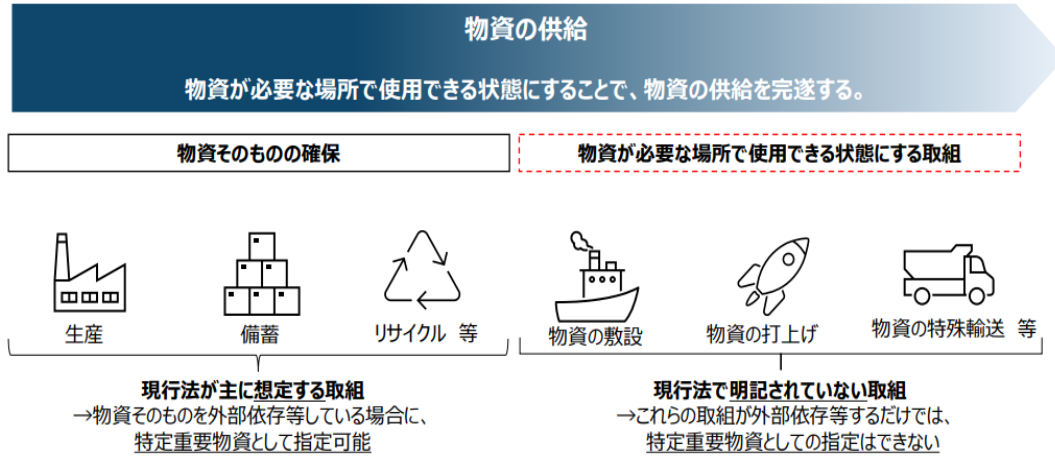 物資の供給
物資が必要な場所で使用できる状態にすることで、物資の供給を完遂する。
物資そのものの確保
物資が必要な場所で使用できる状態にする取組
生産
備蓄
リサイクル 等
物資の敷設
物資の打上げ
物資の特殊輸送 等
現行法が主に想定する取組
→物資そのものを外部依存等している場合に、
特定重要物資として指定可能
現行法で明記されていない取組
→これらの取組が外部依存等するだけでは、
特定重要物資としての指定はできない